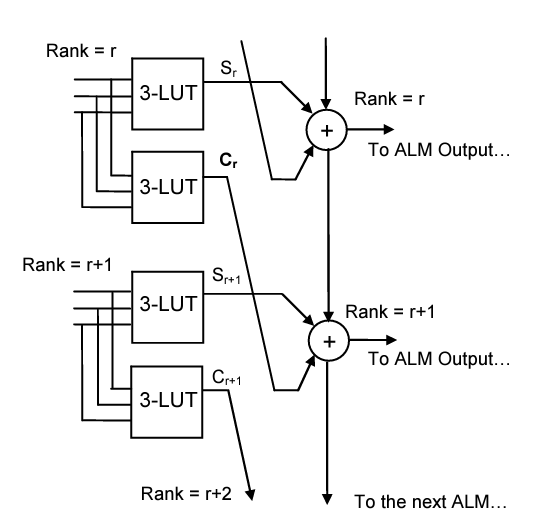 Rank = r
3-LUT
Sr
Rank = r
+
To ALM Output...
3-LUT
Cr
Rank = r+1
3-LUT
Sr+1
Rank = r+1
+
To ALM Output...
3-LUT
Cr+1
Rank = r+2
To the next ALM...